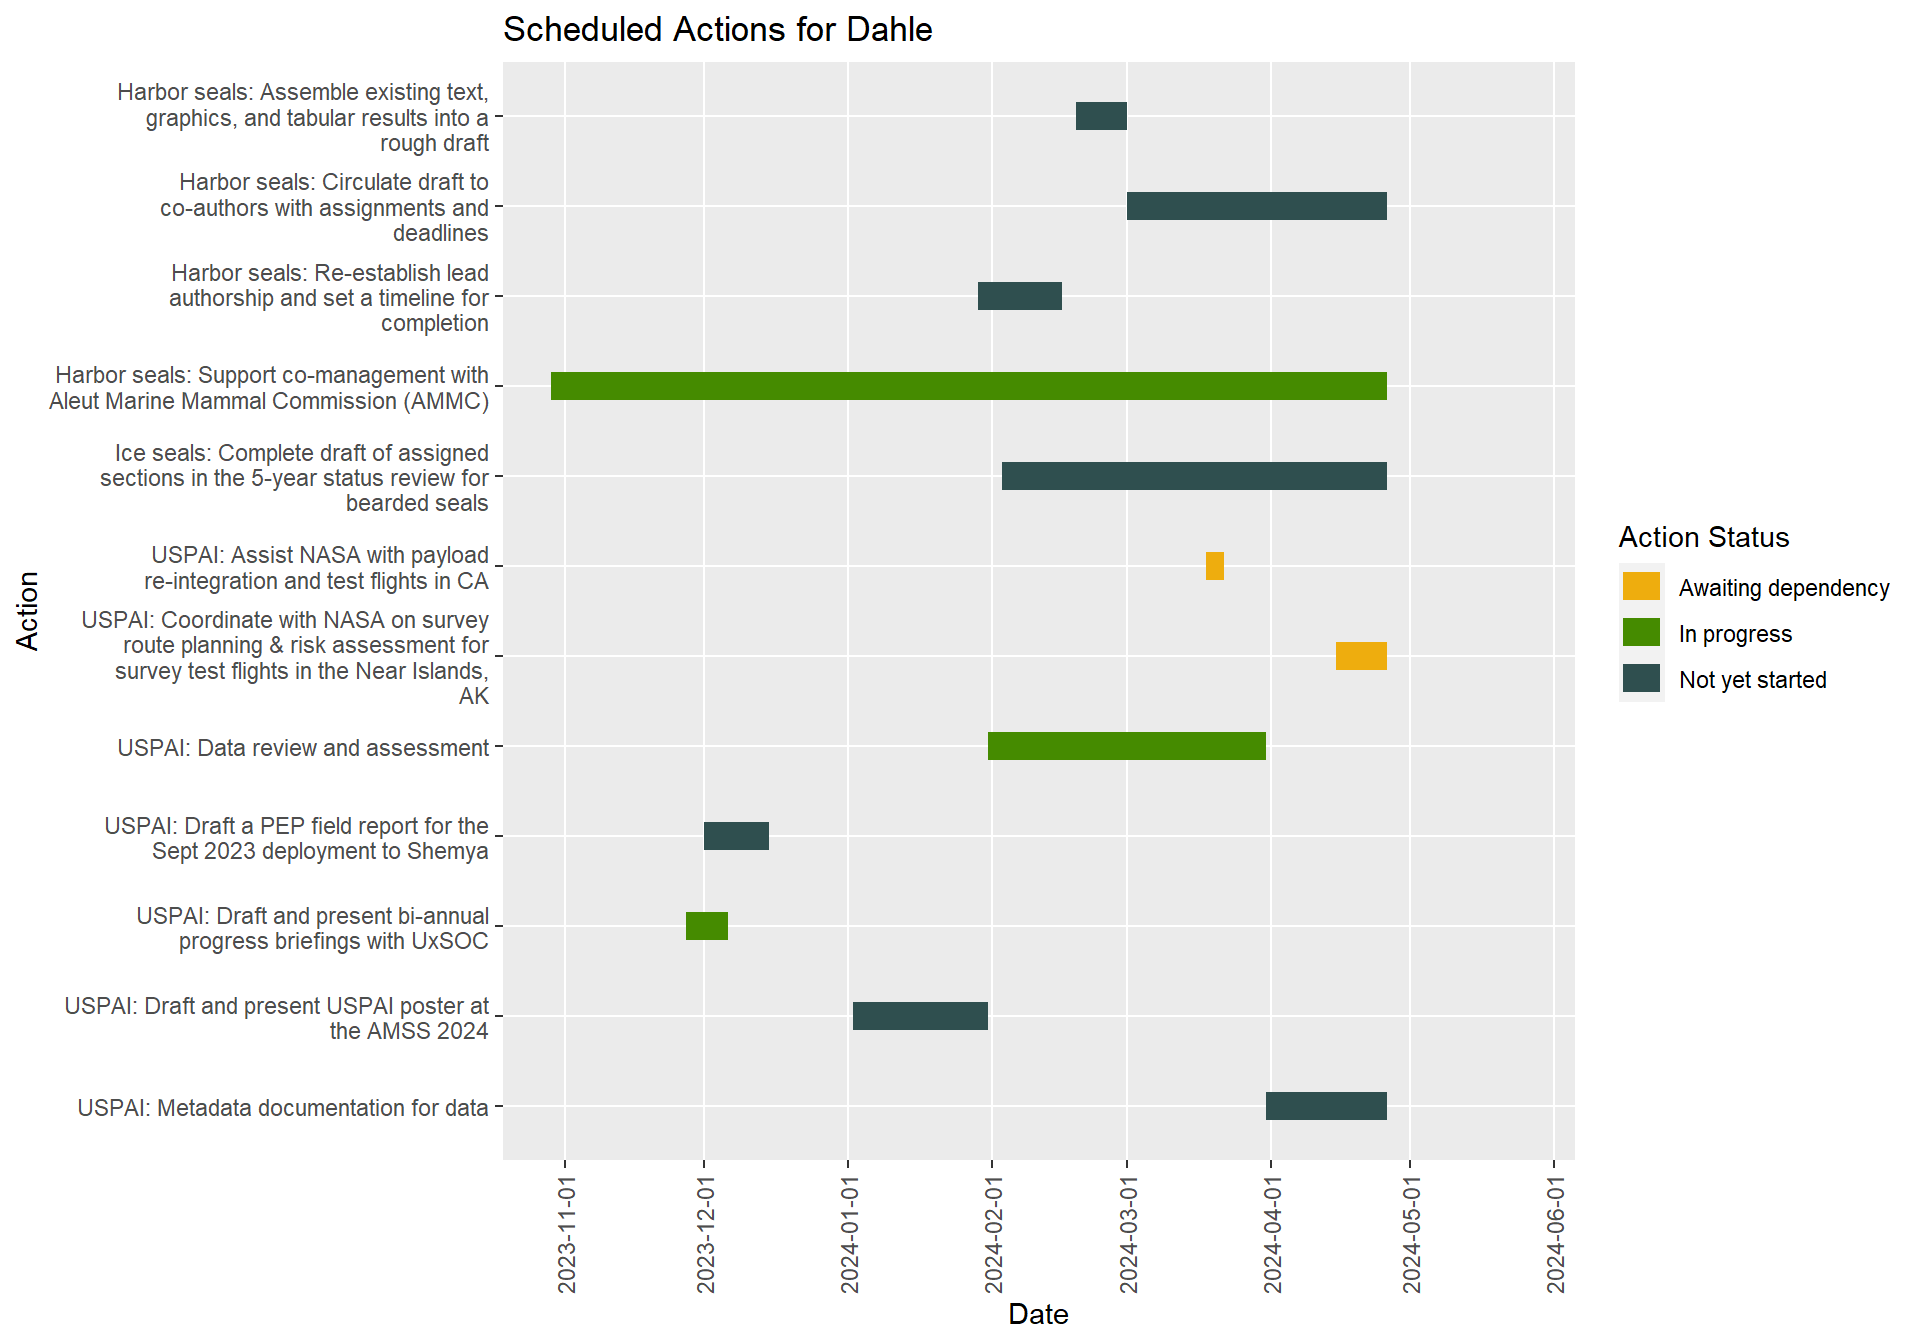 Scheduled Actions for Dahle
Harbor seals: Assemble existing text,
graphics, and tabular results into a
rough draft
Harbor seals: Circulate draft to
co-authors with assignments and
deadlines
Harbor seals: Re-establish lead
authorship and set a timeline for
completion
Harbor seals: Support co-management with
Aleut Marine Mammal Commission (AMMC)
Ice seals: Complete draft of assigned
sections in the 5-year status review for
bearded seals
USPAI: Assist NASA with payload
re-integration and test flights in CA
USPAI: Coordinate with NASA on survey
route planning & risk assessment for
survey test flights in the Near Islands,
AK
USPAI: Data review and assessment
USPAI: Draft a PEP field report for the
Sept 2023 deployment to Shemya
USPAI: Draft and present bi-annual
progress briefings with UxSOC
USPAI: Draft and present USPAI poster at
the AMSS 2024
USPAI: Metadata documentation for data
Action
2023-11-01
2023-12-01
2024-01-01
2024-02-01
2024-03-01
2024-04-01
2024-05-01
2024-06-01
Date
Action Status
Awaiting dependency
In progress
Not yet started